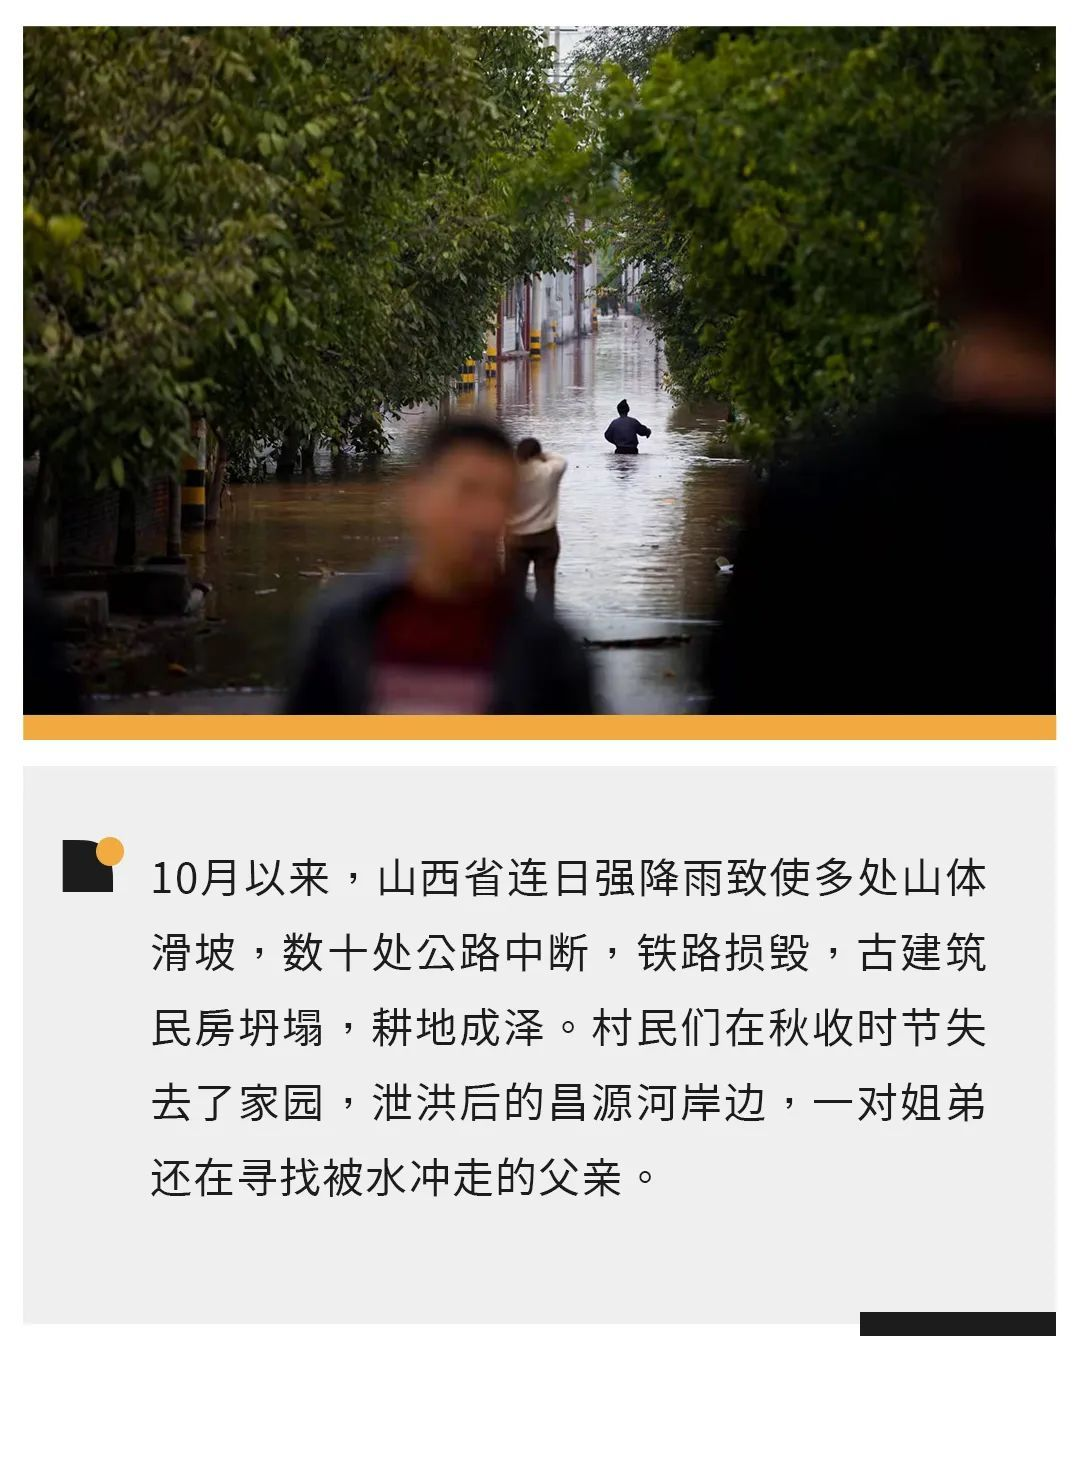 10月以来，山西省连日强降雨致使多处山体
滑坡，数十处公路中断，铁路损毁，古建筑
民房坍塌，耕地成泽。村民们在秋收时节失
去了家园，泄洪后的昌源河岸边，一对姐弟
还在寻找被水冲走的父亲。